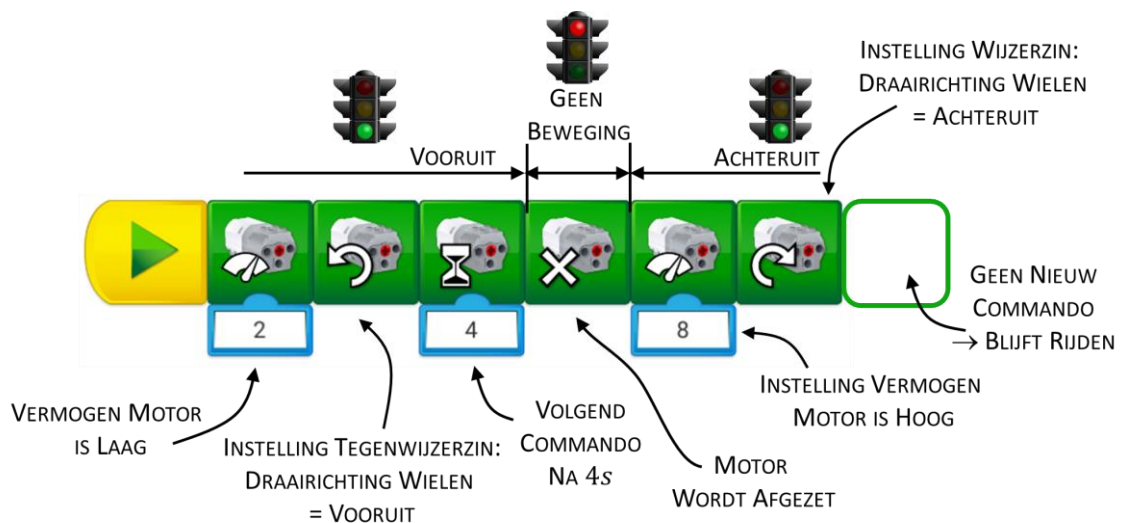 GEEN
BEWEGING
INSTELLING WIJZERZIN:
DRAAIRICHTING WIELEN
= ACHTERUIT
VOORUIT
ACHTERUIT
2
4
8
GEEN NIEUW
COMMANDO
→ BLIJFT RIJDEN
VERMOGEN MOTOR
IS LAAG
INSTELLING TEGENWIJZERZIN:
DRAAIRICHTING WIELEN
= VOORUIT
VOLGEND
COMMANDO
NA 4s
MOTOR
WORDT AFGEZET
INSTELLING VERMOGEN
MOTOR IS HOOG